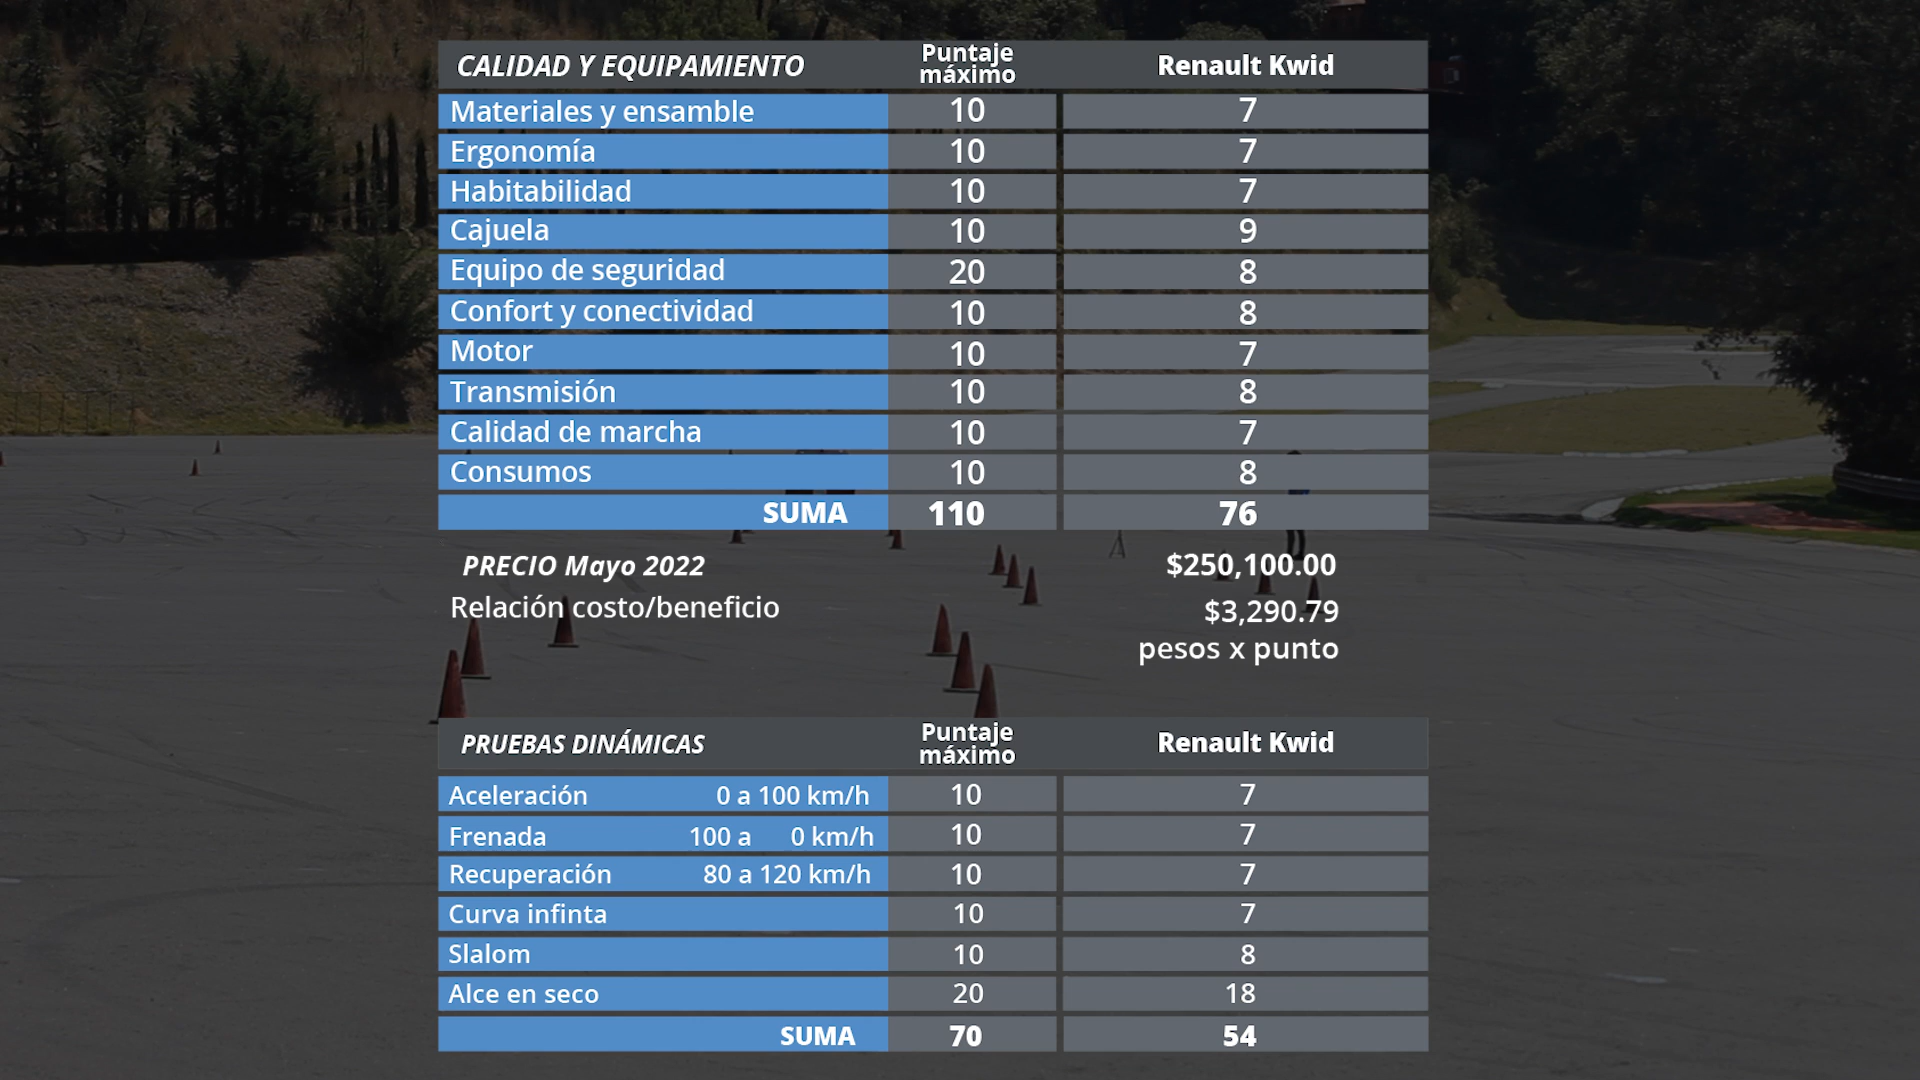 CALIDAD Y EQUIPAMIENTO Puntaje máximo Renault Kwid
Materiales y ensamble 10 7
Ergonomía 10 7
Habitabilidad 10 7
Cajuela 10 9
Equipo de seguridad 20 8
Confort y conectividad 10 8
Motor 10 7
Transmisión 10 8
Calidad de marcha 10 7
Consumos 10 8
SUMA 110 76
PRECIO Mayo 2022 $250,100.00
Relación costo/beneficio $3,290.79
pesos x punto
PRUEBAS DINÁMICAS Puntaje máximo Renault Kwid
Aceleración 0 a 100 km/h 10 7
Frenada 100 a 0 km/h 10 7
Recuperación 80 a 120 km/h 10 7
Curva infinta 10 7
Slalom 10 8
Alce en seco 20 18
SUMA 70 54